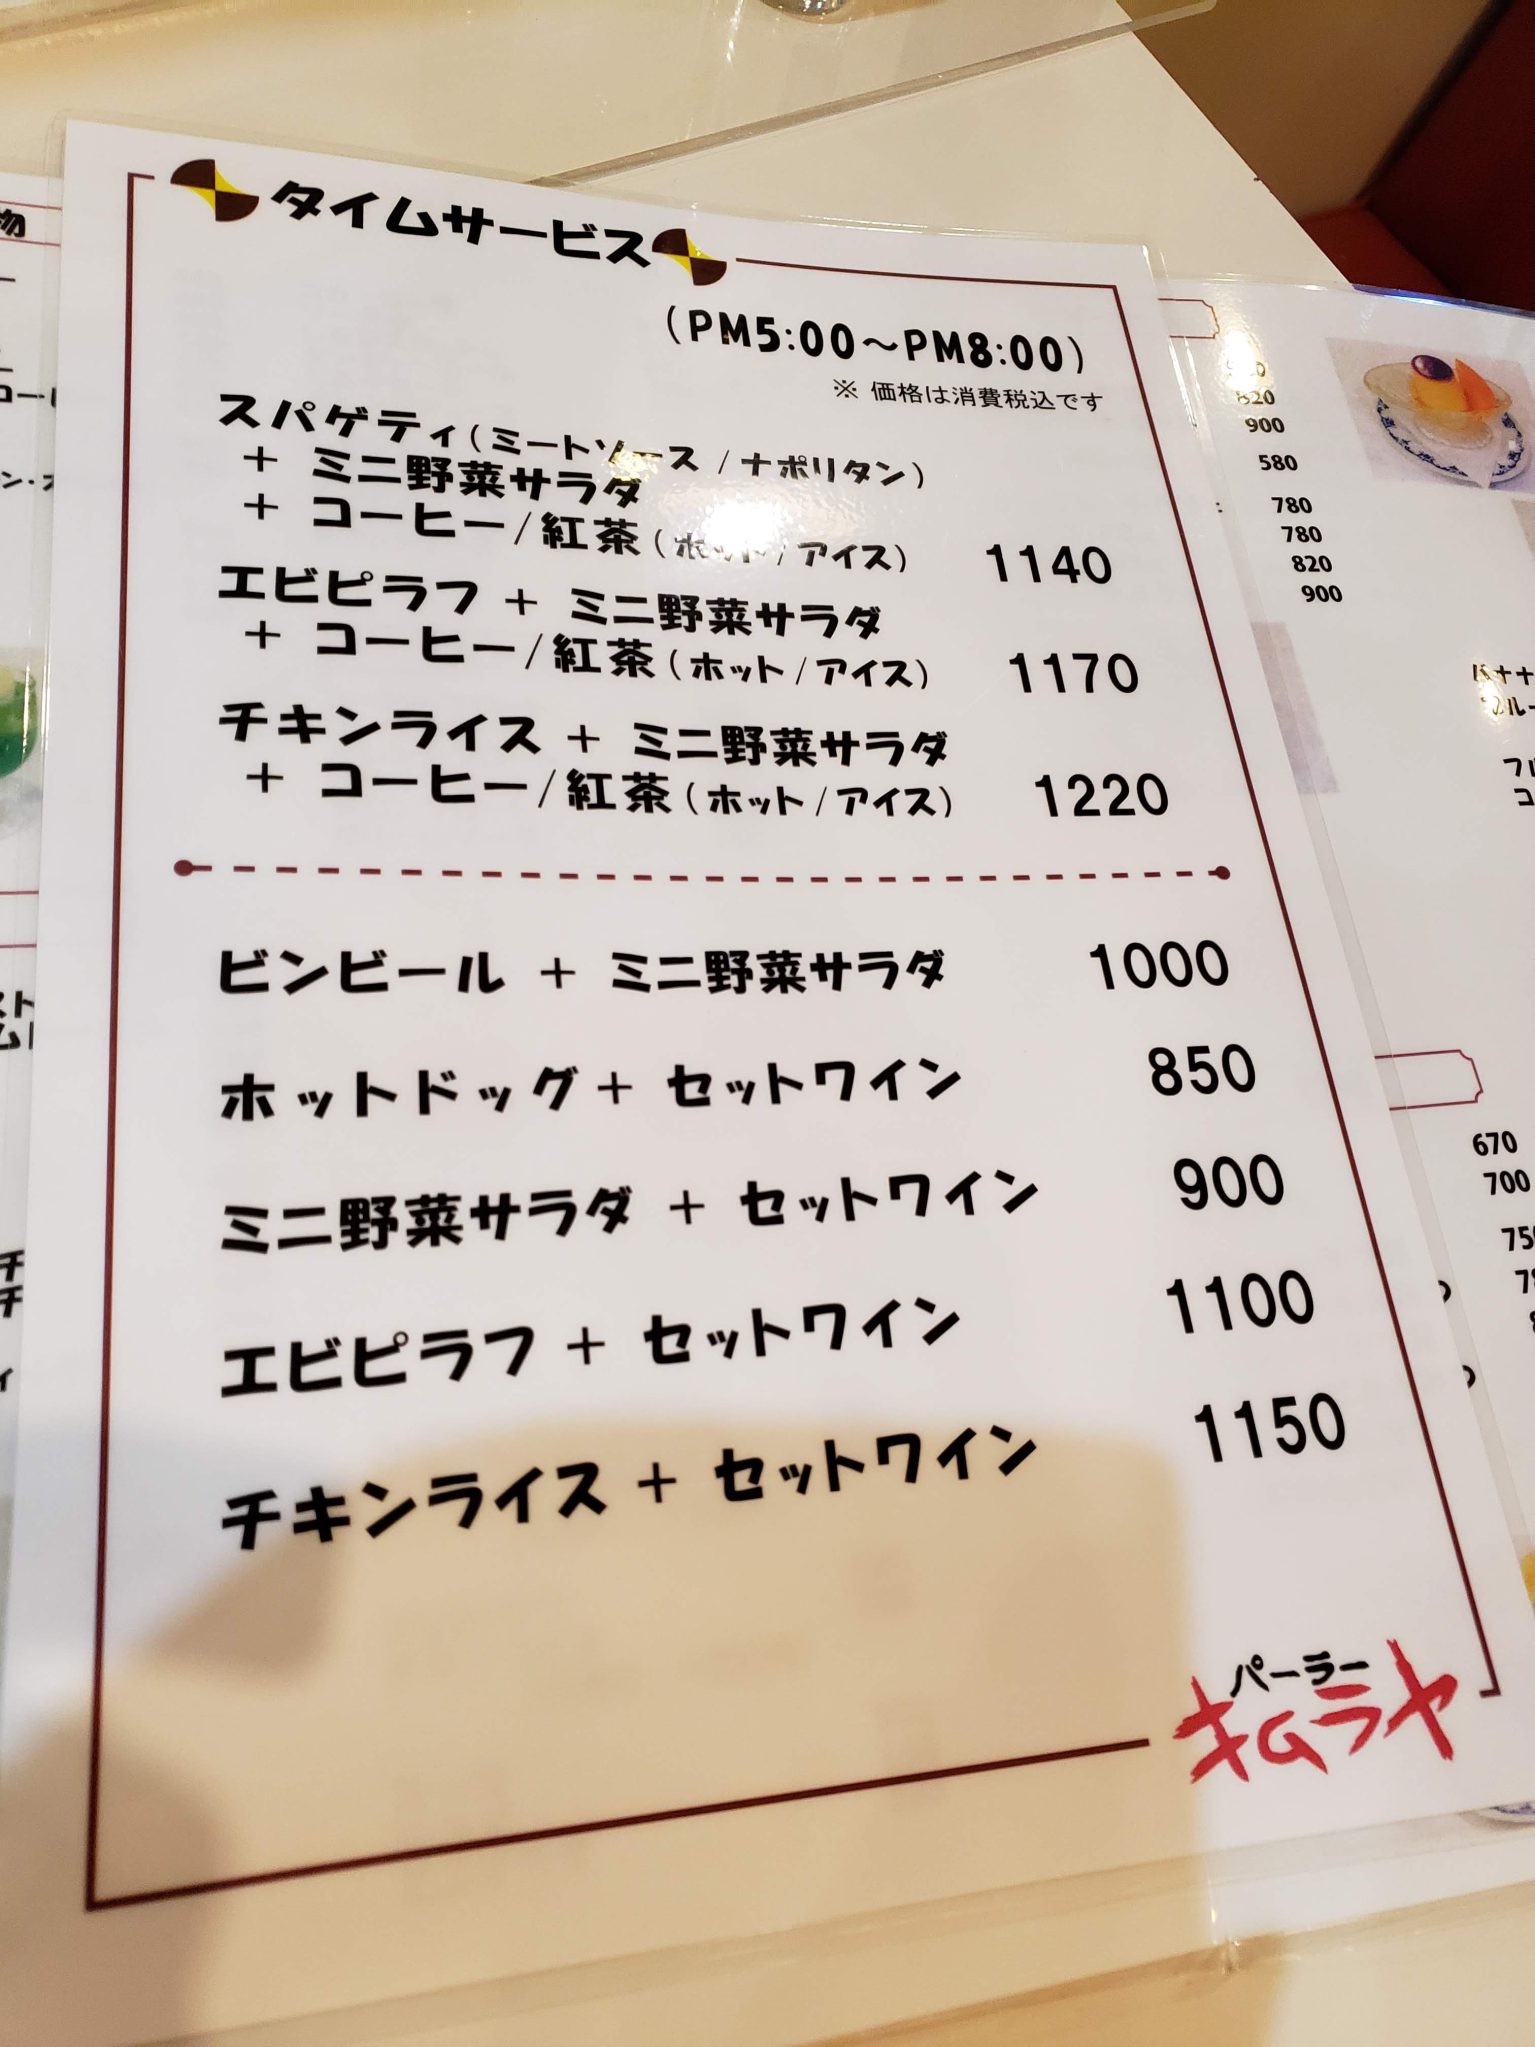 タイムサービス
(PM5:00～PM8:00)
※ 価格は消費税込です
スパゲティ(ミートソース / ナポリタン)
+ ミニ野菜サラダ
+ コーヒー/紅茶(ホット / アイス) 1140
エビピラフ + ミニ野菜サラダ
+ コーヒー/紅茶(ホット / アイス) 1170
チキンライス + ミニ野菜サラダ
+ コーヒー/紅茶(ホット / アイス) 1220
ビンビール + ミニ野菜サラダ 1000
ホットドッグ + セットワイン 850
ミニ野菜サラダ + セットワイン 900
エビピラフ + セットワイン 1100
チキンライス + セットワイン 1150
パーラー
キムラヤ
物
820
900
580
780
780
820
900
670
700